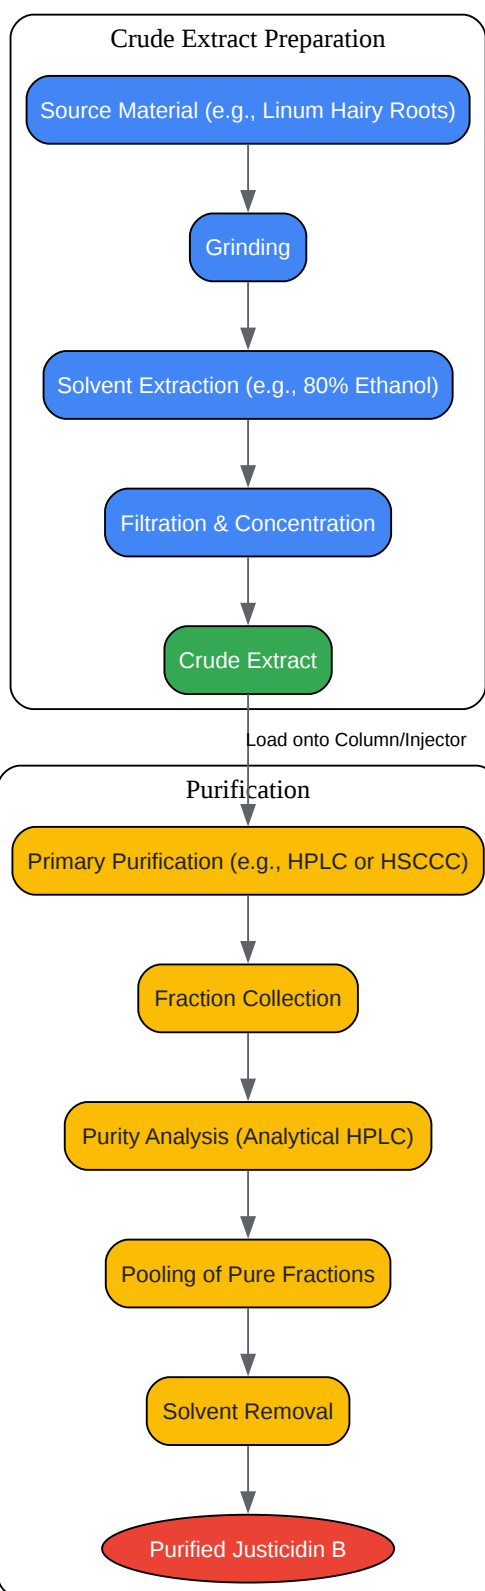 Crude Extract Preparation
Source Material (e.g., Linum Hairy Roots)
Grinding
Solvent Extraction (e.g., 80% Ethanol)
Filtration & Concentration
Crude Extract
Load onto Column/Injector
Purification
Primary Purification (e.g., HPLC or HSCCC)
Fraction Collection
Purity Analysis (Analytical HPLC)
Pooling of Pure Fractions
Solvent Removal
Purified Justicidin B